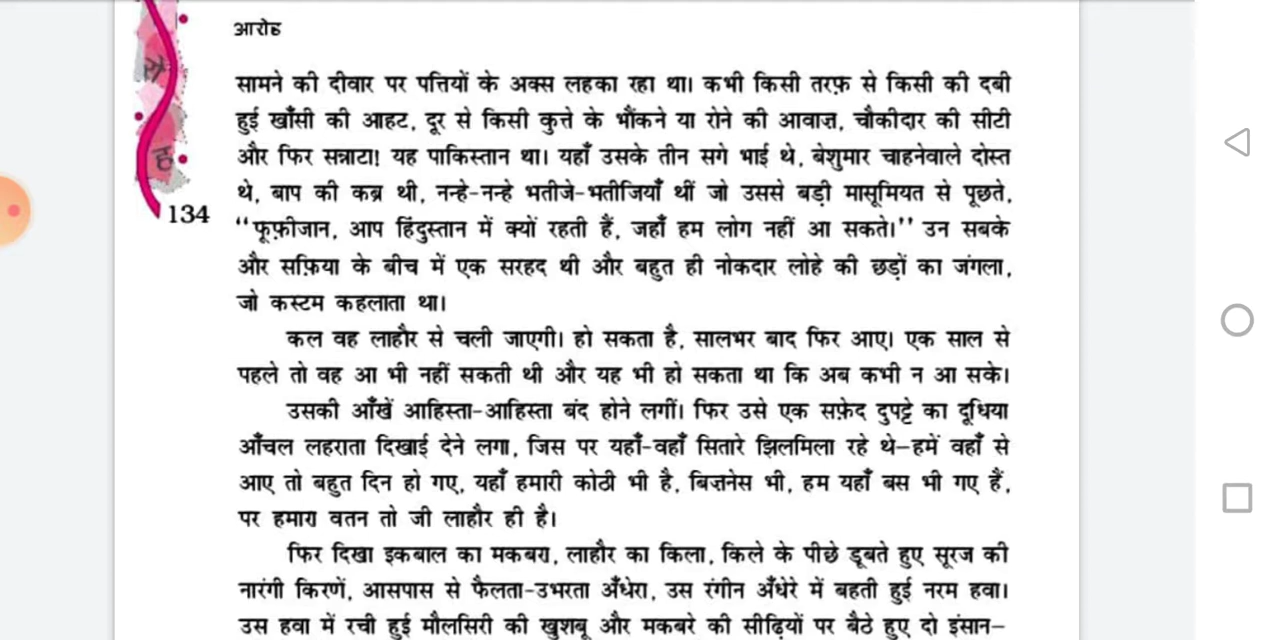 आरोह
सामने की दीवार पर पत्तियों के अक्स लहका रहा था। कभी किसी तरफ़ से किसी की दबी
हुई खाँसी की आहट, दूर से किसी कुत्ते के भौंकने या रोने की आवाज़, चौकीदार की सीटी
और फिर सन्नाटा! यह पाकिस्तान था। यहाँ उसके तीन सगे भाई थे, बेशुमार चाहनेवाले दोस्त
थे, बाप की कब्र थी, नन्हे-नन्हे भतीजे-भतीजियाँ थीं जो उससे बड़ी मासूमियत से पूछते,
134
“फूफ़ीजान, आप हिंदुस्तान में क्यों रहती हैं, जहाँ हम लोग नहीं आ सकते।” उन सबके
और सफ़िया के बीच में एक सरहद थी और बहुत ही नोकदार लोहे की छड़ों का जंगला,
जो कस्टम कहलाता था।
कल वह लाहौर से चली जाएगी। हो सकता है, सालभर बाद फिर आए। एक साल से
पहले तो वह आ भी नहीं सकती थी और यह भी हो सकता था कि अब कभी न आ सके।
उसकी आँखें आहिस्ता-आहिस्ता बंद होने लगीं। फिर उसे एक सफ़ेद दुपट्टे का दूधिया
आँचल लहराता दिखाई देने लगा, जिस पर यहाँ-वहाँ सितारे झिलमिला रहे थे–हमें वहाँ से
आए तो बहुत दिन हो गए, यहाँ हमारी कोठी भी है, बिज़नेस भी, हम यहाँ बस भी गए हैं,
पर हमारा वतन तो जी लाहौर ही है।
फिर दिखा इकबाल का मकबरा, लाहौर का किला, किले के पीछे डूबते हुए सूरज की
नारंगी किरणें, आसपास से फैलता-उभरता अँधेरा, उस रंगीन अँधेरे में बहती हुई नरम हवा।
उस हवा में रची हुई मौलसिरी की खुशबू और मकबरे की सीढ़ियों पर बैठे हुए दो इंसान–